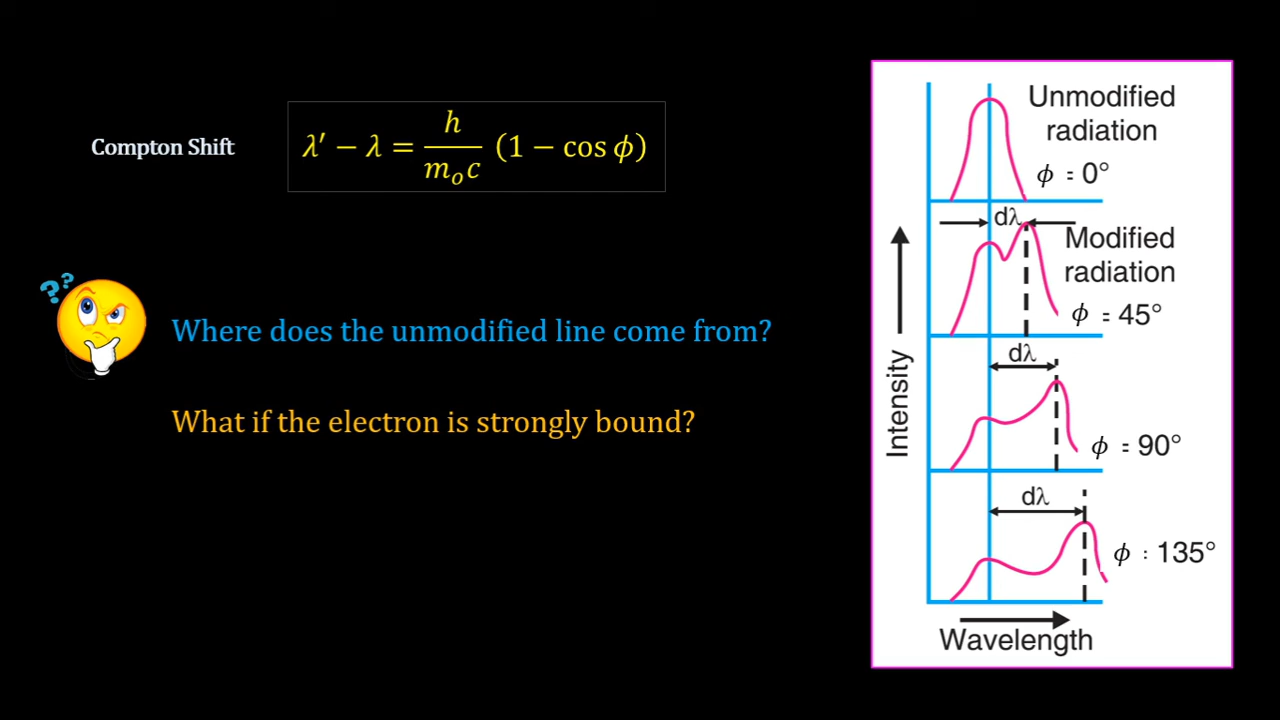 Compton Shift
λ′ − λ = h/mₒc (1 − cos ϕ)
??
Where does the unmodified line come from?
What if the electron is strongly bound?
Unmodified
radiation
ϕ = 0°
dλ
Modified
radiation
ϕ = 45°
dλ
ϕ = 90°
dλ
ϕ : 135°
Intensity
Wavelength